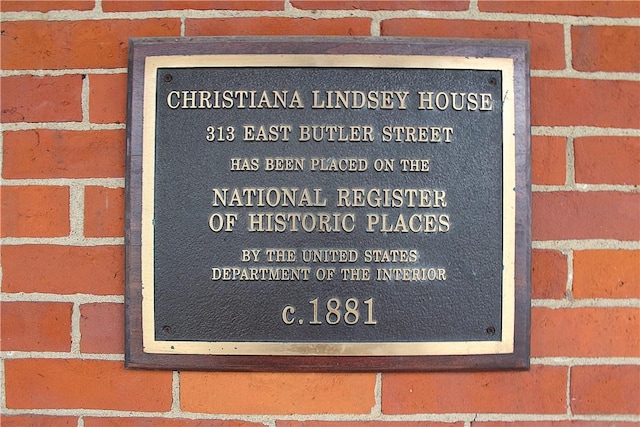 CHRISTIANA LINDSEY HOUSE
313 EAST BUTLER STREET
HAS BEEN PLACED ON THE
NATIONAL REGISTER
OF HISTORIC PLACES
BY THE UNITED STATES
DEPARTMENT OF THE INTERIOR
c.1881